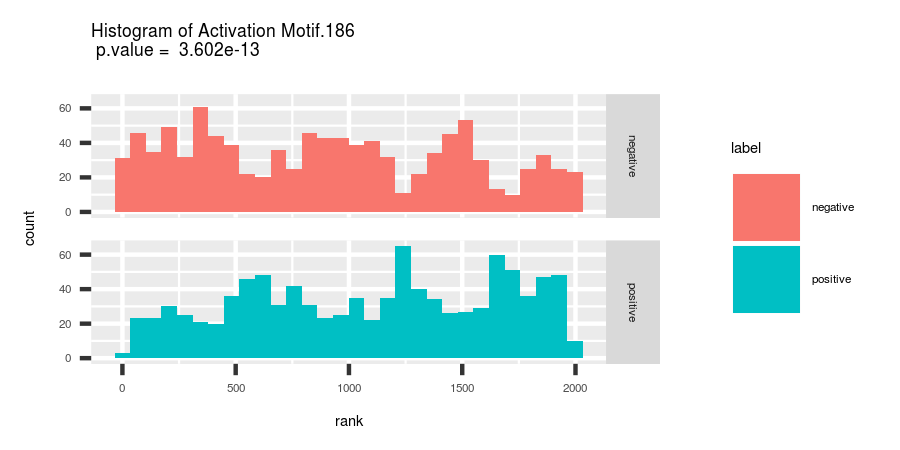 Histogram of Activation Motif.186
p.value = 3.602e-13
count
60
40
20
0
negative
60
40
20
0
positive
0
500
1000
1500
2000
rank
label
negative
positive